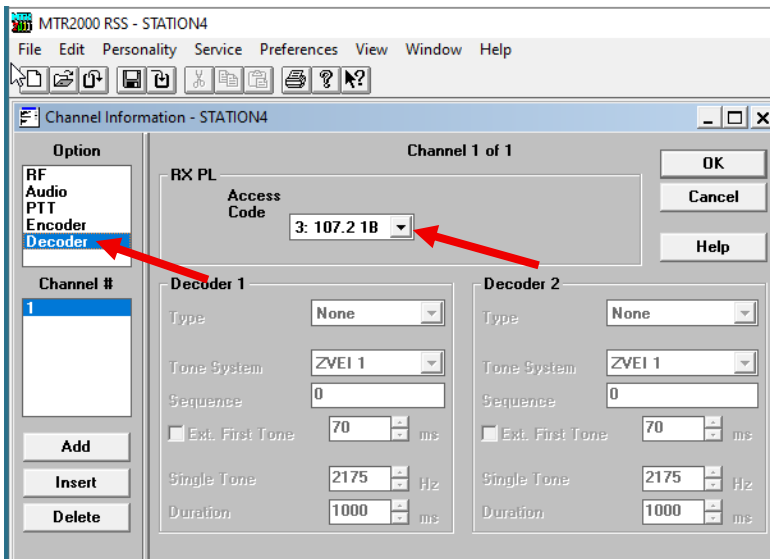 MTR2000 RSS - STATION4
File Edit Personality Service Preferences View Window Help
Channel Information - STATION4
Option
RF
Audio
PTT
Encoder
Decoder
Channel #
1
Add
Insert
Delete
Channel 1 of 1
RX PL
Access
Code
3: 107.2 1B
OK
Cancel
Help
Decoder 1
Type None
Tone System ZVEI 1
Sequence 0
Ext. First Tone 70 ms
Single Tone 2175 Hz
Duration 1000 ms
Decoder 2
Type None
Tone System ZVEI 1
Sequence 0
Ext. First Tone 70 ms
Single Tone 2175 Hz
Duration 1000 ms